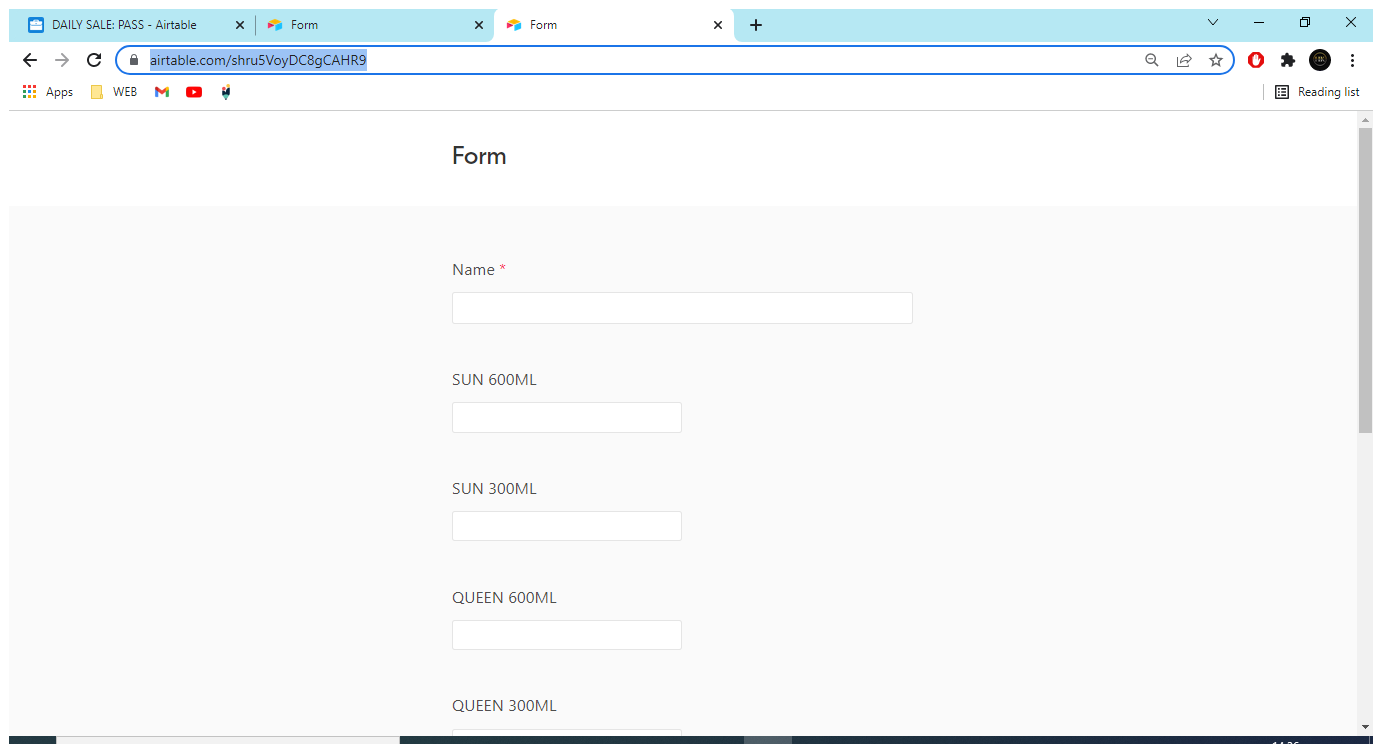 DAILY SALE: PASS - Airtable
Form
Form
airtable.com/shru5VoyDC8gCAHR9
Apps
WEB
Reading list
Form
Name *
SUN 600ML
SUN 300ML
QUEEN 600ML
QUEEN 300ML